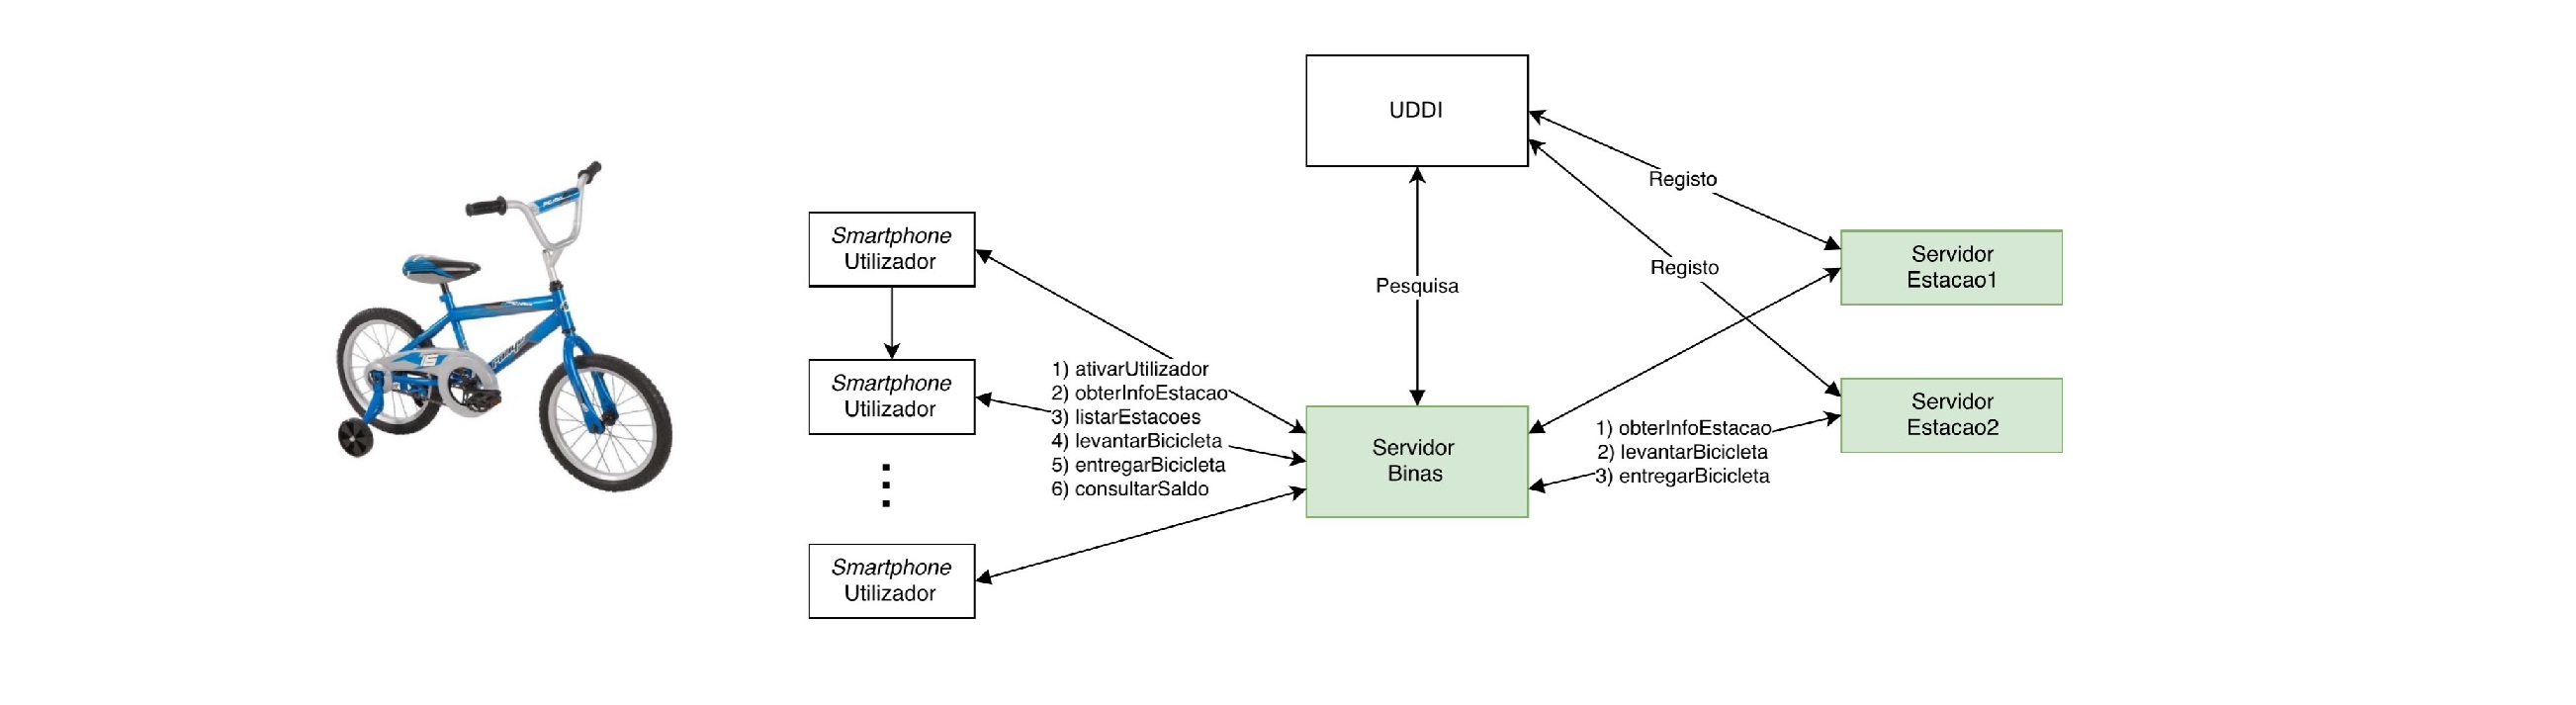 UDDI
Registo
Registo
Smartphone
Utilizador
Servidor
Estacao1
Pesquisa
Smartphone
Utilizador
1) ativarUtilizador
2) obterInfoEstacao
3) listarEstacoes
4) levantarBicicleta
5) entregarBicicleta
6) consultarSaldo
Servidor
Binas
1) obterInfoEstacao
2) levantarBicicleta
3) entregarBicicleta
Servidor
Estacao2
Smartphone
Utilizador